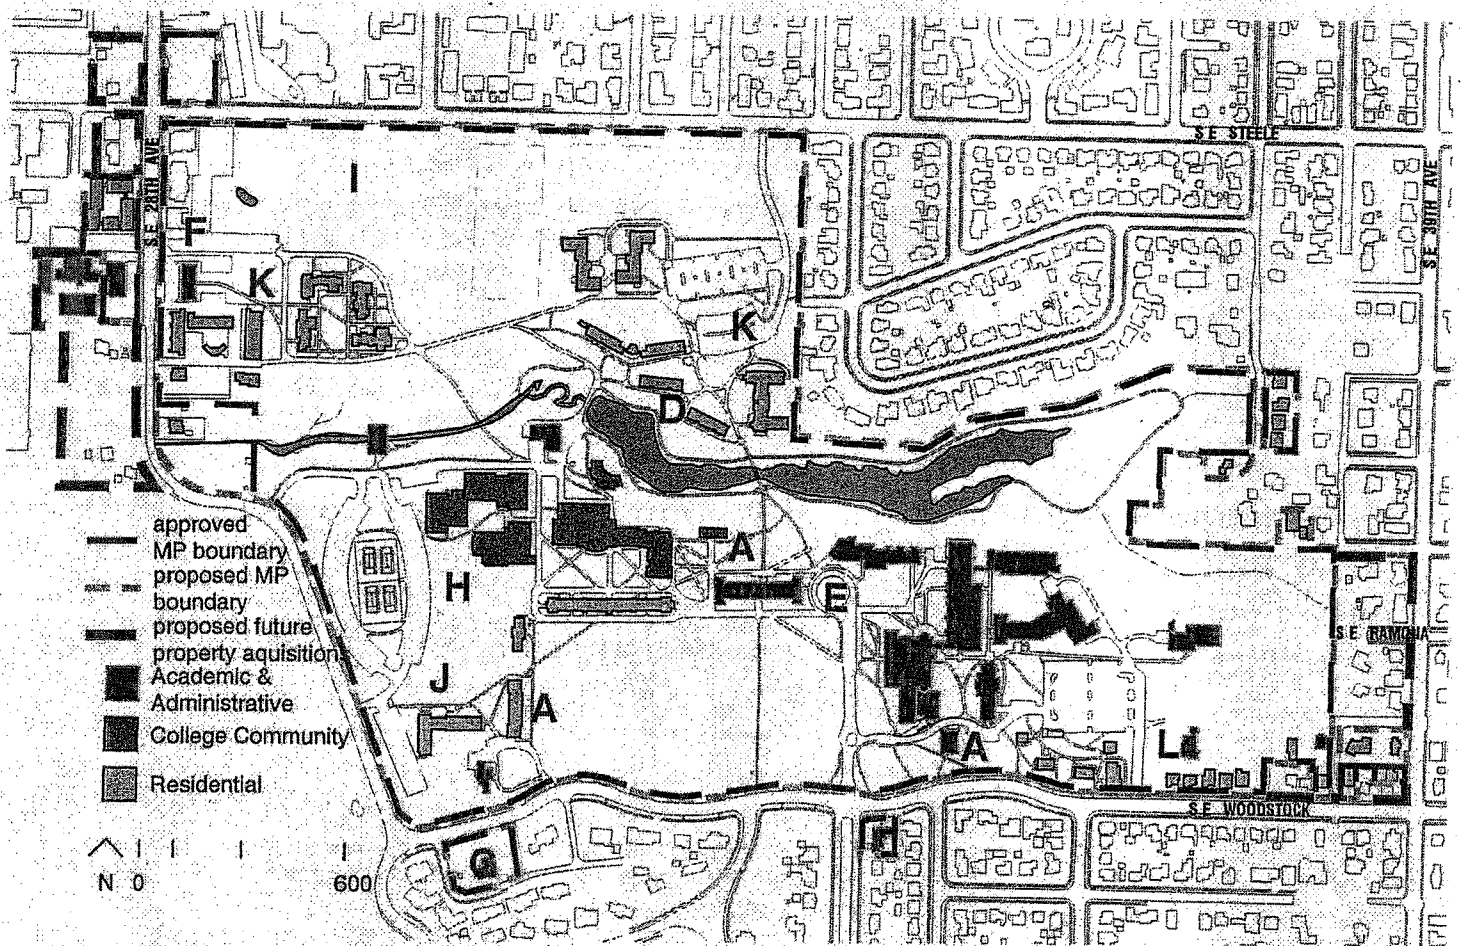 S E STEELE
S E 28TH AVE
S E 39TH AVE
F
K
K
D
approved
MP boundary
proposed MP
boundary
proposed future
property aquisition
Academic &
Administrative
College Community
Residential
A
E
H
S E RAMONA
J
A
A
L
S E WOODSTOCK
G
N 0 600